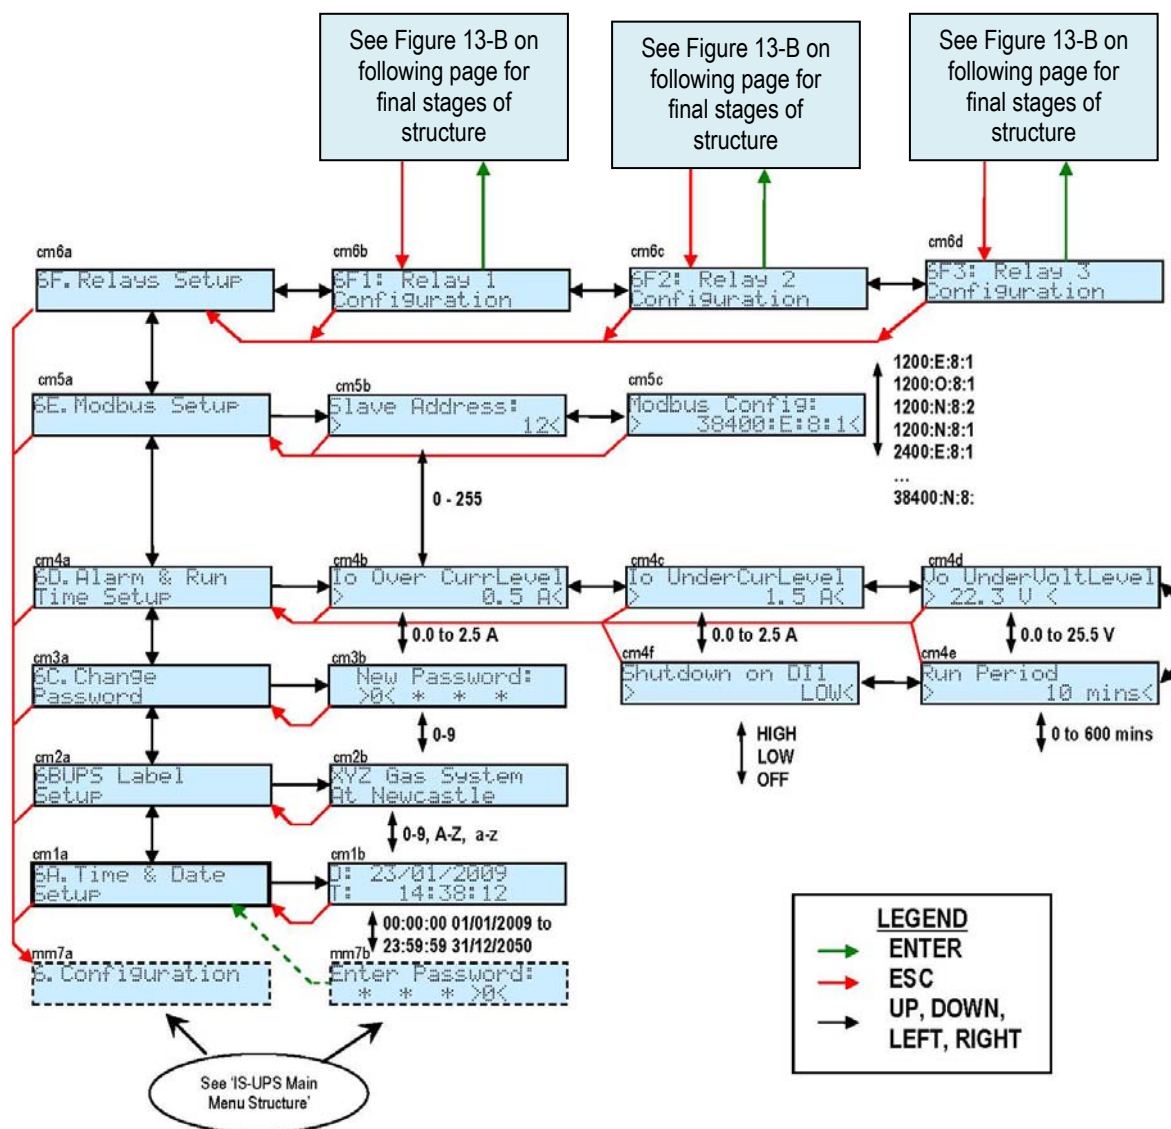 See Figure 13-B on
following page for
final stages of
structure
See Figure 13-B on
following page for
final stages of
structure
See Figure 13-B on
following page for
final stages of
structure
cm6a
6F.Relays Setup
cm6b
6F1: Relay 1
Configuration
cm6c
6F2: Relay 2
Configuration
cm6d
6F3: Relay 3
Configuration
cm5a
6E.Modbus Setup
cm5b
Slave Address:
> 12<
cm5c
Modbus Config:
> 38400:E:8:1<
1200:E:8:1
1200:O:8:1
1200:N:8:2
1200:N:8:1
2400:E:8:1
...
38400:N:8:
0 - 255
cm4a
6D.Alarm & Run
Time Setup
cm4b
Io Over CurrLevel
> 0.5 A<
cm4c
Io UnderCurLevel
> 1.5 A<
cm4d
Vo UnderVoltLevel
> 22.3 V <
0.0 to 2.5 A
0.0 to 2.5 A
0.0 to 25.5 V
cm3a
6C.Change
Password
cm3b
New Password:
>0< * * *
cm4f
Shutdown on DI1
> LOW<
cm4e
Run Period
> 10 mins<
0-9
HIGH
LOW
OFF
0 to 600 mins
cm2a
6BUPS Label
Setup
cm2b
XYZ Gas System
At Newcastle
0-9, A-Z, a-z
cm1a
6A.Time & Date
Setup
cm1b
D: 23/01/2009
T: 14:38:12
00:00:00 01/01/2009 to
23:59:59 31/12/2050
mm7a
6.Configuration
mm7b
Enter Password:
* * * >0<
See 'IS-UPS Main
Menu Structure'
LEGEND
ENTER
ESC
UP, DOWN,
LEFT, RIGHT